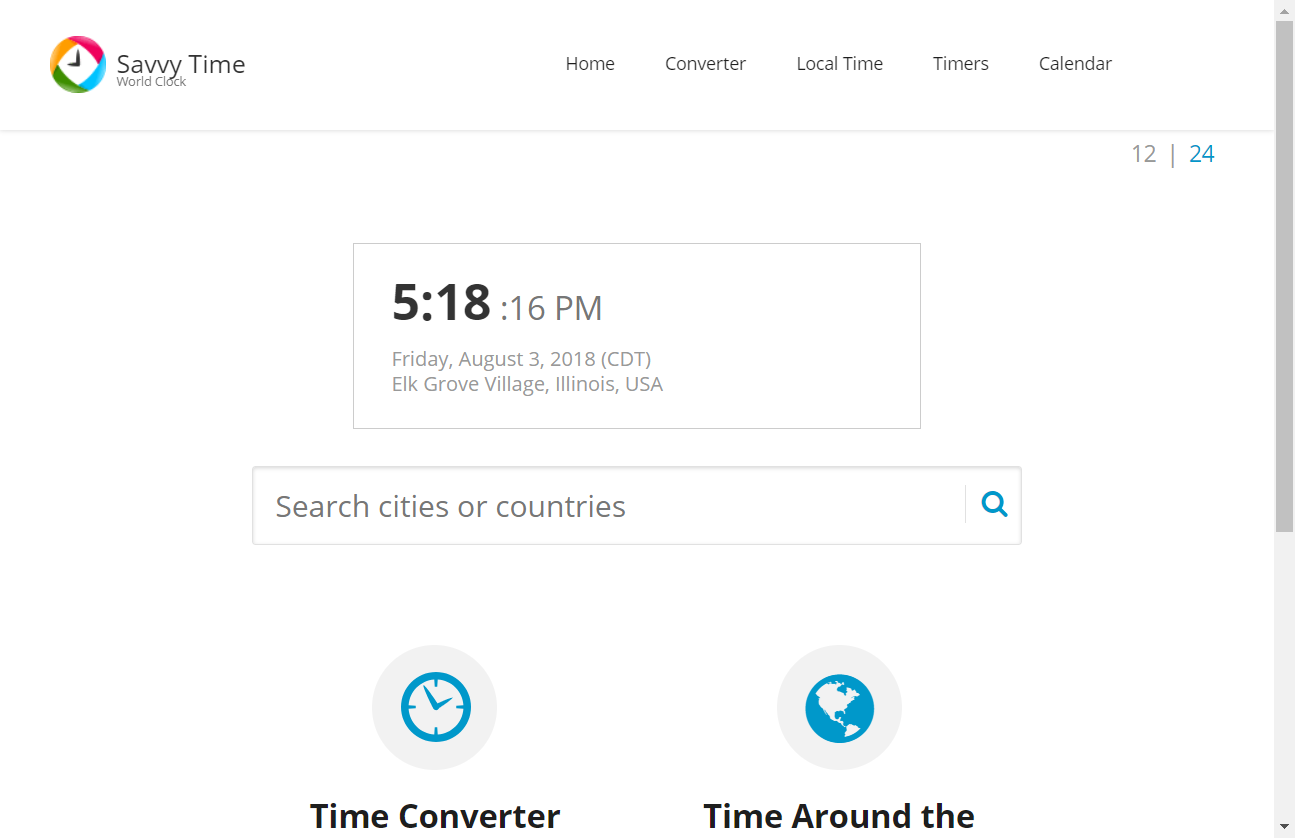 Savvy Time
World Clock
Home Converter Local Time Timers Calendar
12 | 24
5:18 :16 PM
Friday, August 3, 2018 (CDT)
Elk Grove Village, Illinois, USA
Search cities or countries
Time Converter
Time Around the